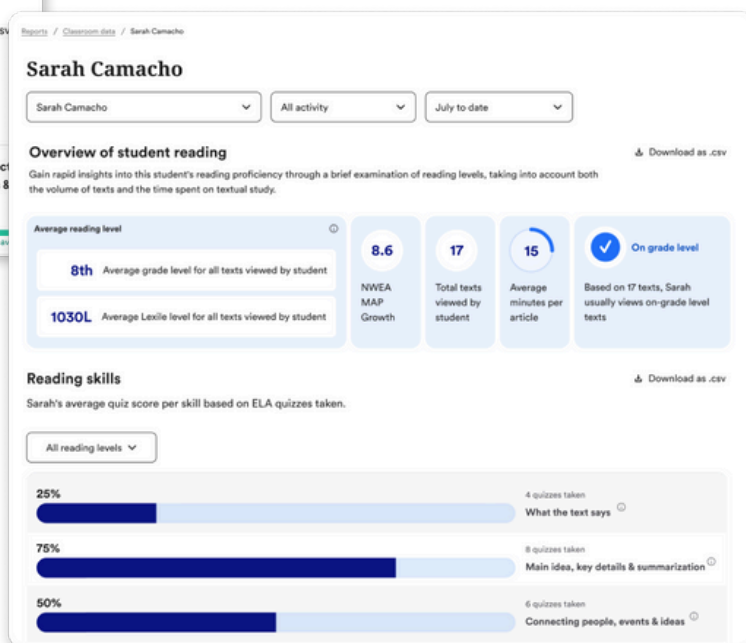 Reports / Classroom data / Sarah Camacho
Sarah Camacho
Sarah Camacho
All activity
July to date
Overview of student reading
Download as .csv
Gain rapid insights into this student's reading proficiency through a brief examination of reading levels, taking into account both
the volume of texts and the time spent on textual study.
Average reading level
8th Average grade level for all texts viewed by student
1030L Average Lexile level for all texts viewed by student
8.6
NWEA
MAP
Growth
17
Total texts
viewed by
student
15
Average
minutes per
article
On grade level
Based on 17 texts, Sarah
usually views on-grade level
texts
Reading skills
Download as .csv
Sarah's average quiz score per skill based on ELA quizzes taken.
All reading levels
25%
4 quizzes taken
What the text says
75%
8 quizzes taken
Main idea, key details & summarization
50%
6 quizzes taken
Connecting people, events & ideas